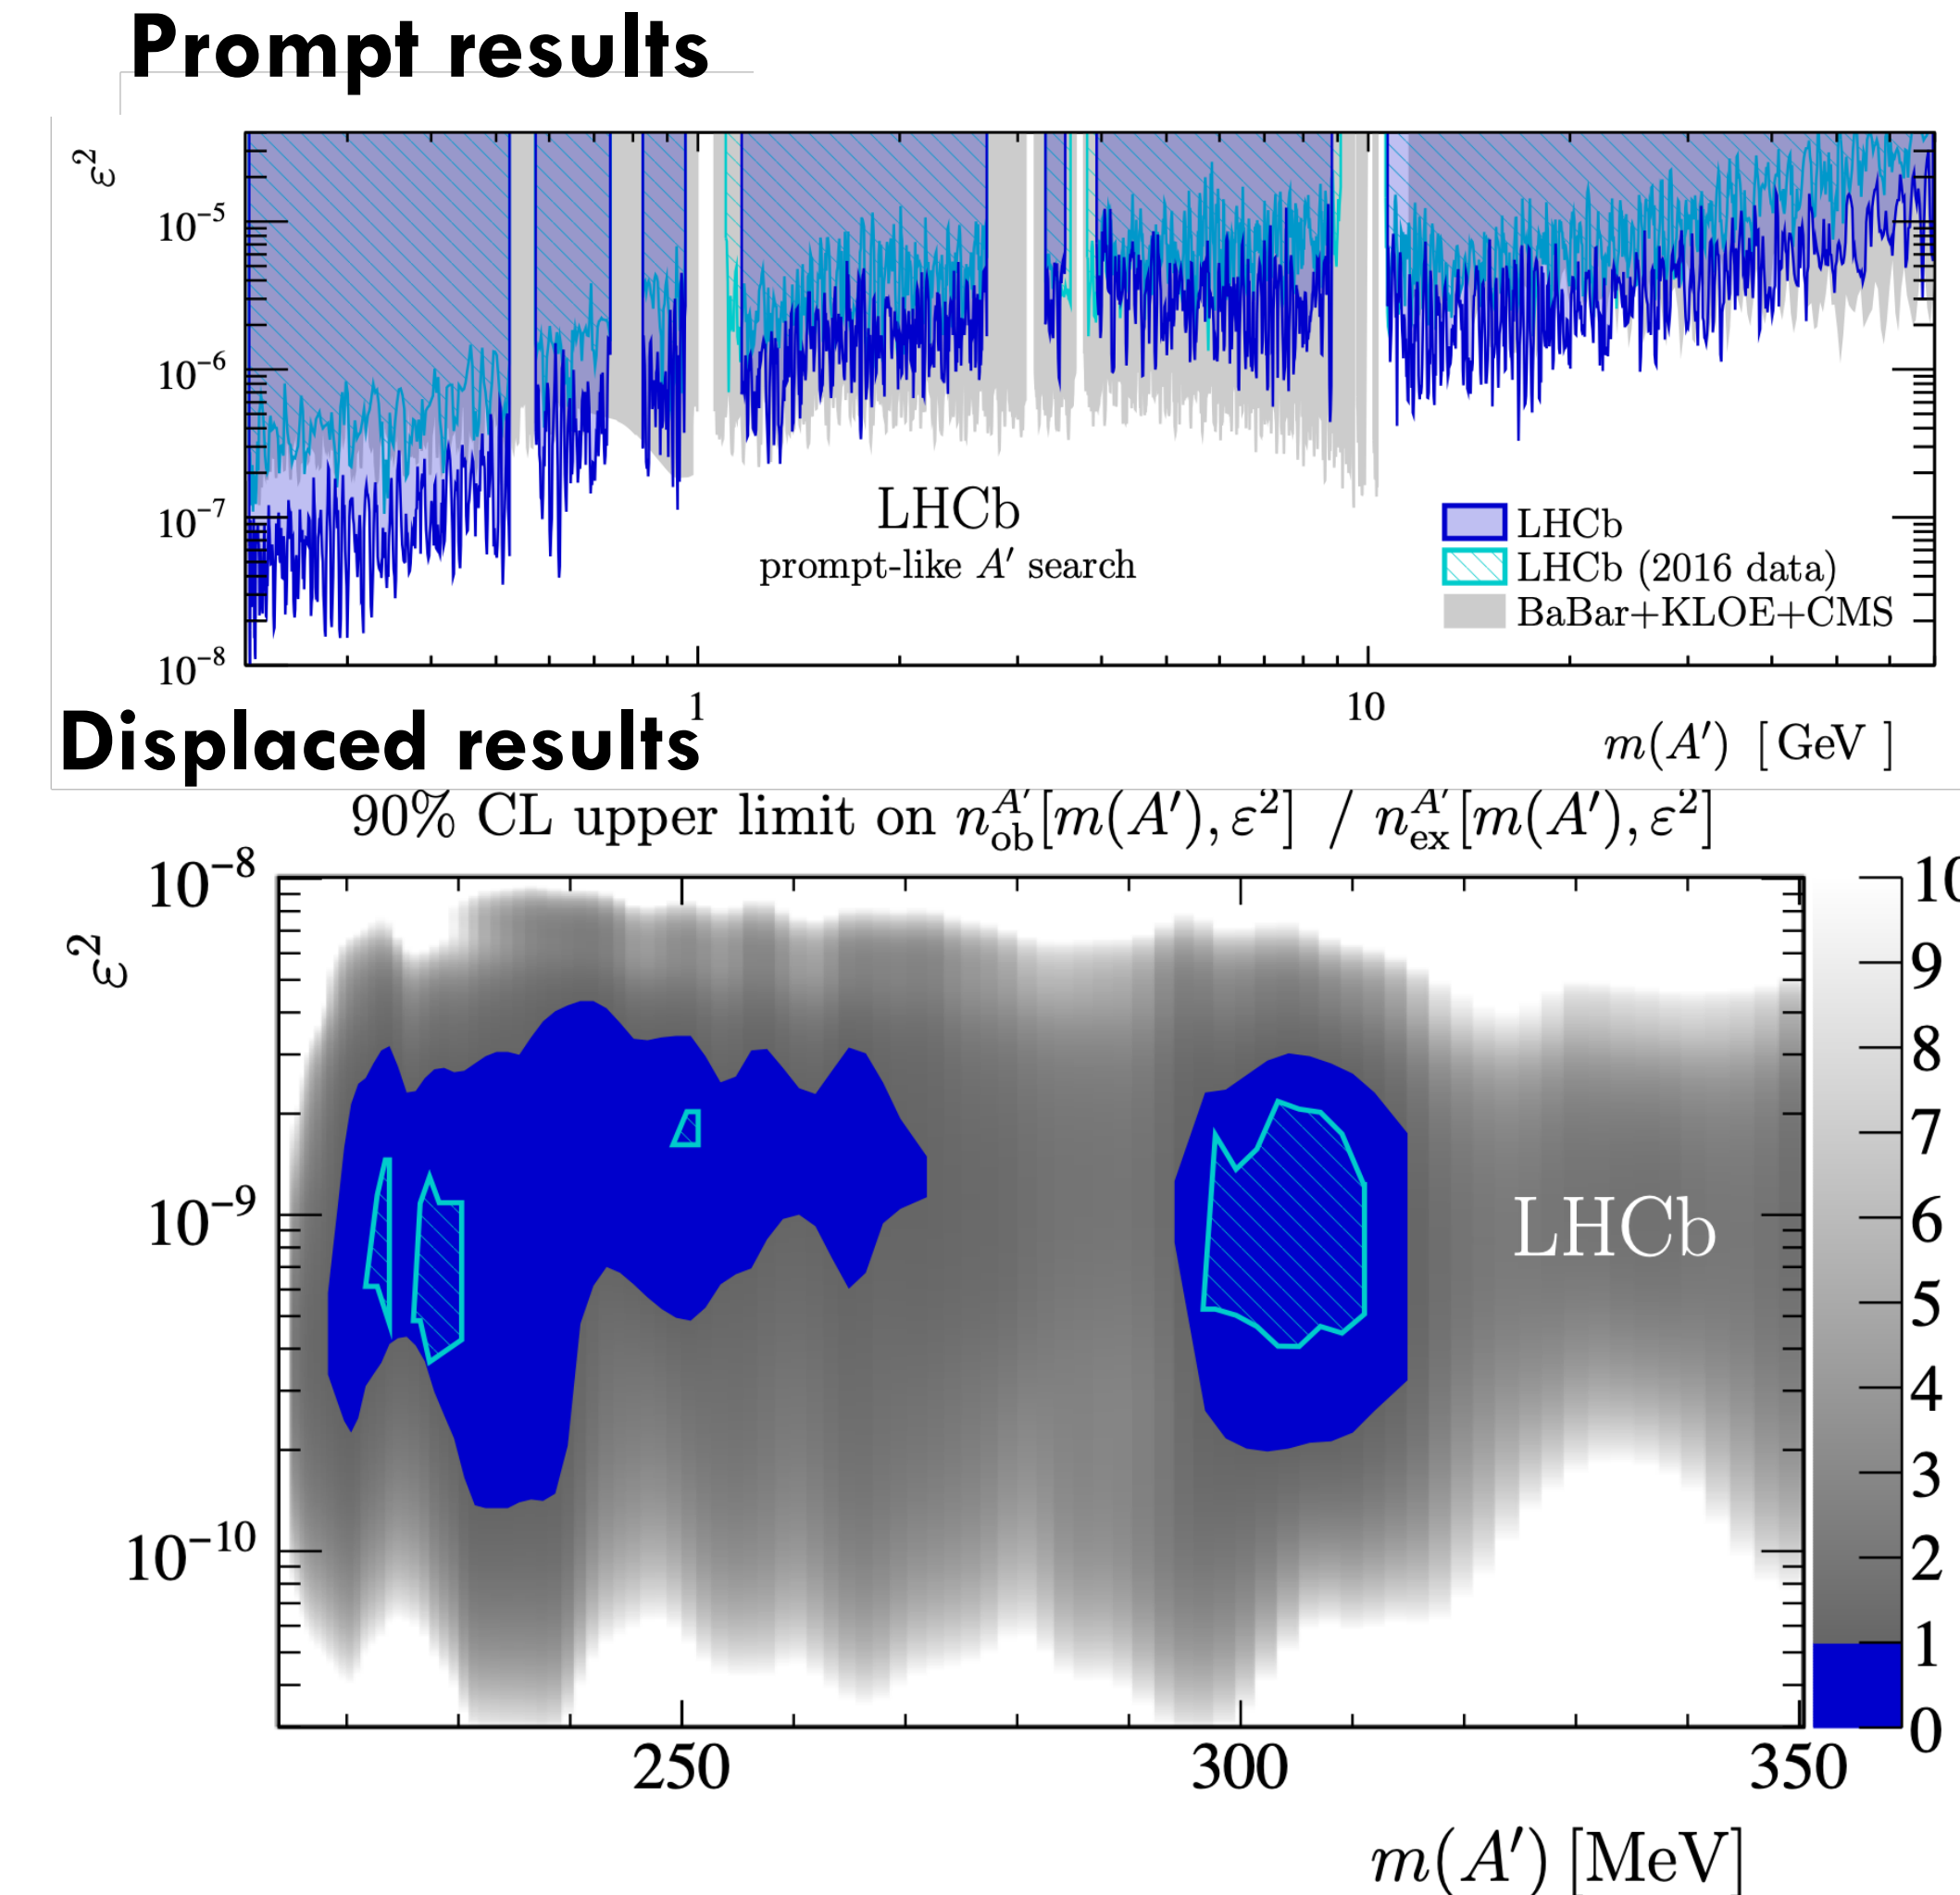 Prompt results
ε²
10⁻⁵
10⁻⁶
10⁻⁷
10⁻⁸
LHCb
prompt-like A′ search
LHCb
LHCb (2016 data)
BaBar+KLOE+CMS
1
10
m(A′) [ GeV ]
Displaced results
90% CL upper limit on n_ob^A′[m(A′), ε²] / n_ex^A′[m(A′), ε²]
ε²
10⁻⁸
10⁻⁹
10⁻¹⁰
LHCb
10
9
8
7
6
5
4
3
2
1
0
250
300
350
m(A′) [MeV]